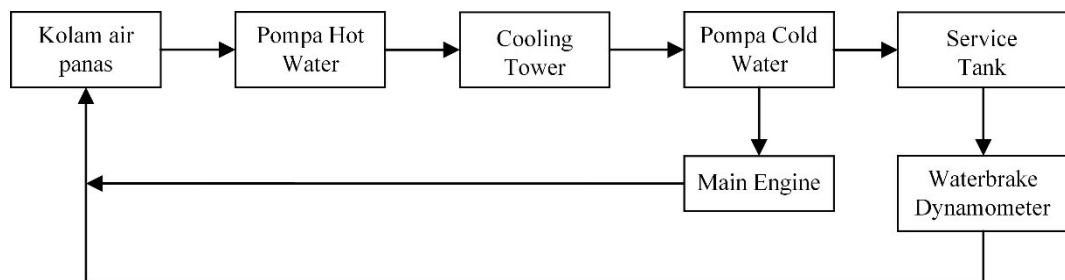 Kolam air
panas
Pompa Hot
Water
Cooling
Tower
Pompa Cold
Water
Service
Tank
Main Engine
Waterbrake
Dynamometer